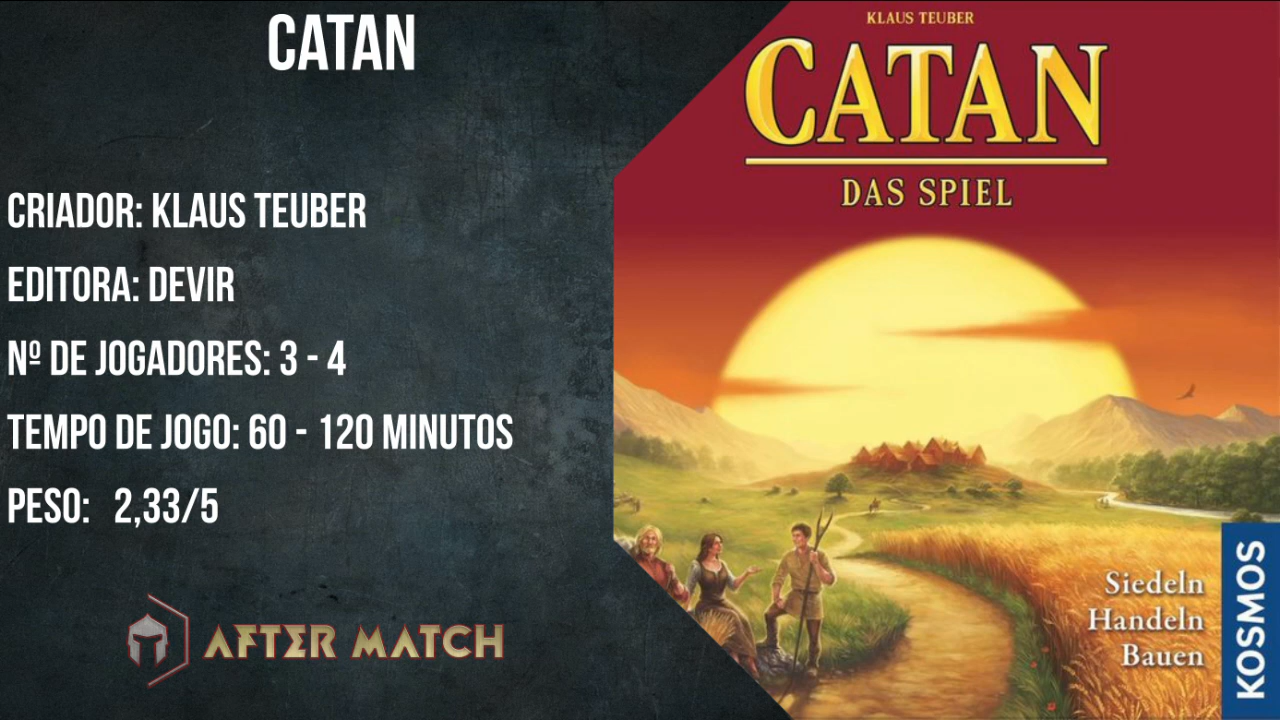 CATAN
CRIADOR: KLAUS TEUBER
EDITORA: DEVIR
Nº DE JOGADORES: 3 - 4
TEMPO DE JOGO: 60 - 120 MINUTOS
PESO: 2,33/5
AFTER MATCH
KLAUS TEUBER
CATAN
DAS SPIEL
Siedeln
Handeln
Bauen
KOSMOS